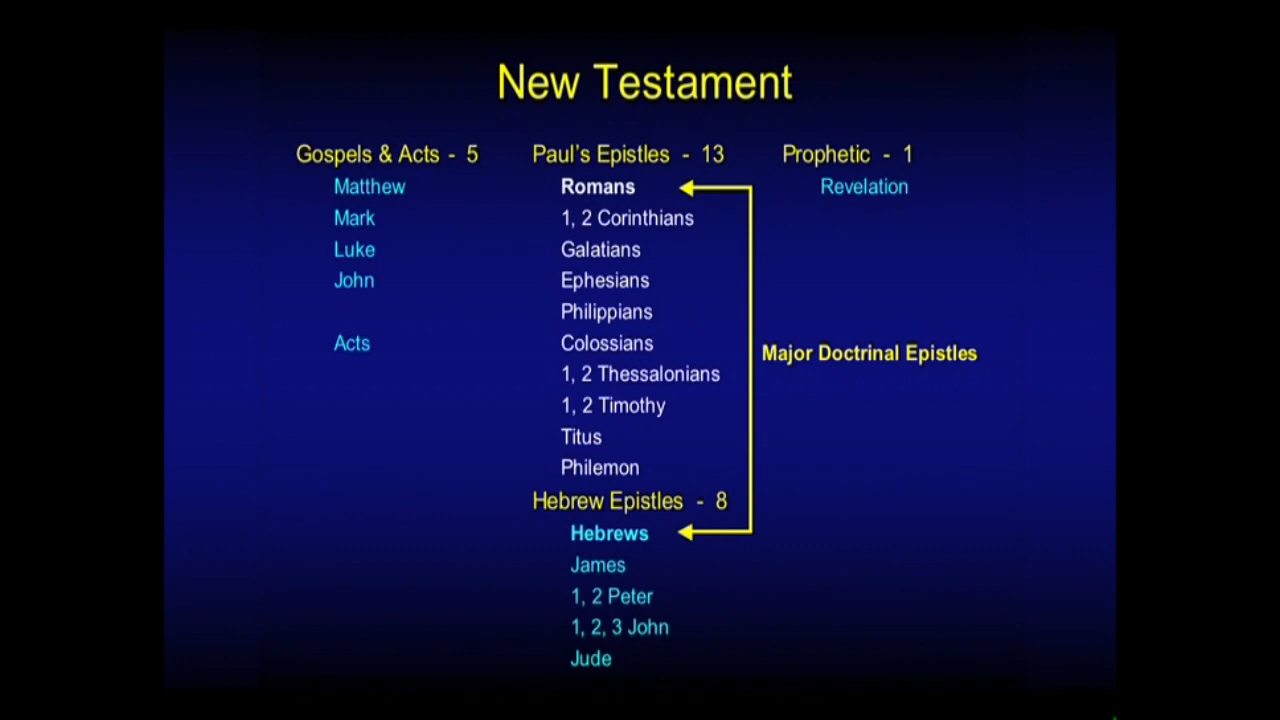 New Testament
Gospels & Acts - 5
Matthew
Mark
Luke
John
Acts
Paul's Epistles - 13
Romans
1, 2 Corinthians
Galatians
Ephesians
Philippians
Colossians
1, 2 Thessalonians
1, 2 Timothy
Titus
Philemon
Hebrew Epistles - 8
Hebrews
James
1, 2 Peter
1, 2, 3 John
Jude
Prophetic - 1
Revelation
Major Doctrinal Epistles